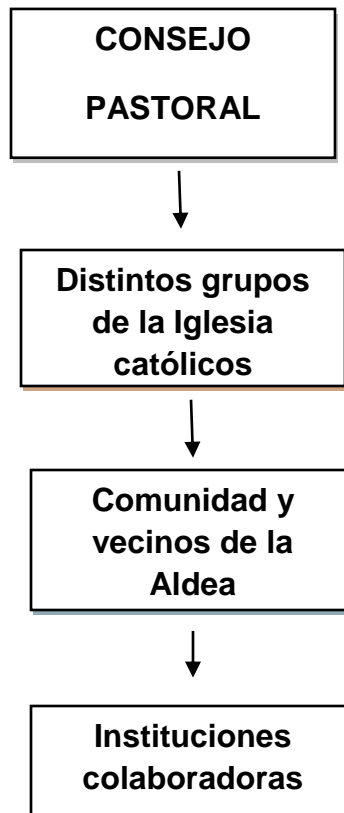 CONSEJO
PASTORAL
Distintos grupos
de la Iglesia
católicos
Comunidad y
vecinos de la
Aldea
Instituciones
colaboradoras